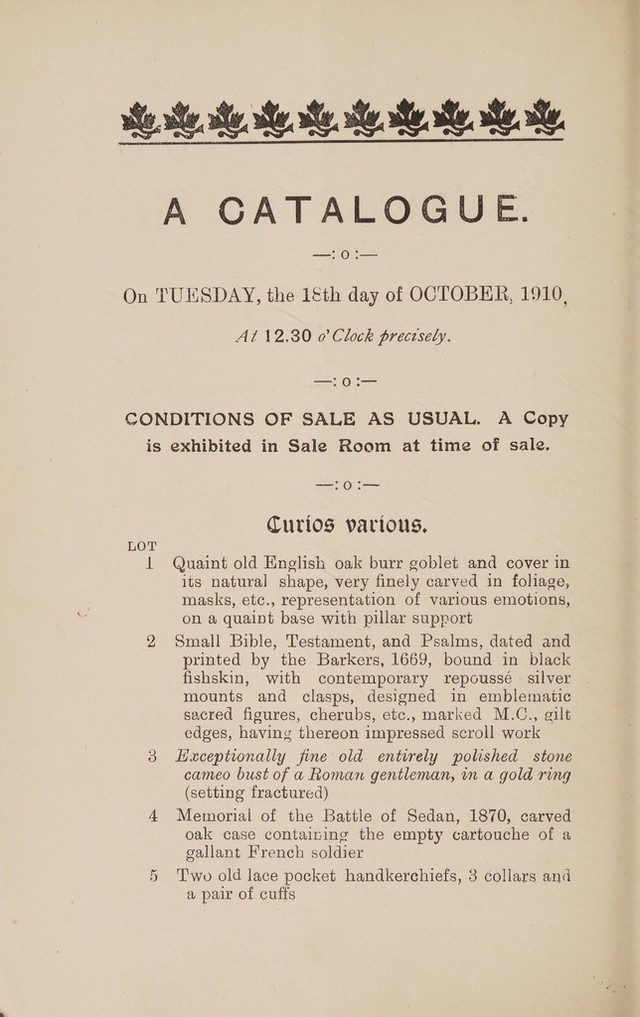 A CATALOGUE.
—: o :—
On TUESDAY, the 18th day of OCTOBER, 1910,
At 12.30 o'Clock precisely.
—: o :—
CONDITIONS OF SALE AS USUAL. A Copy
is exhibited in Sale Room at time of sale.
—: o :—
Curios various.
LOT
1 Quaint old English oak burr goblet and cover in
its natural shape, very finely carved in foliage,
masks, etc., representation of various emotions,
on a quaint base with pillar support
2 Small Bible, Testament, and Psalms, dated and
printed by the Barkers, 1669, bound in black
fishskin, with contemporary repoussé silver
mounts and clasps, designed in emblematic
sacred figures, cherubs, etc., marked M.C., gilt
edges, having thereon impressed scroll work
3 Exceptionally fine old entirely polished stone
cameo bust of a Roman gentleman, in a gold ring
(setting fractured)
4 Memorial of the Battle of Sedan, 1870, carved
oak case containing the empty cartouche of a
gallant French soldier
5 Two old lace pocket handkerchiefs, 3 collars and
a pair of cuffs